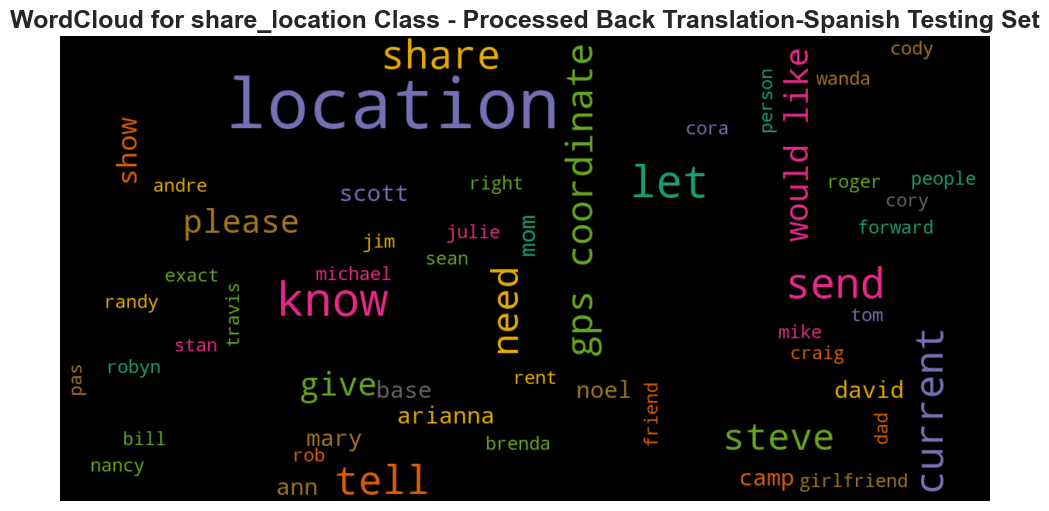 WordCloud for share_location Class - Processed Back Translation-Spanish Testing Set
share
cody
location
gps coordinate
would like
person
wanda
show
cora
let
andre
scott
right
roger
people
cory
please
mom
julie
jim
forward
sean
exact
michael
know
need
send
randy
travis
tom
stan
mike
current
craig
robyn
pas
give
base
rent
noel
david
arianna
friend
dad
steve
bill
mary
brenda
rob
nancy
tell
ann
camp
girlfriend